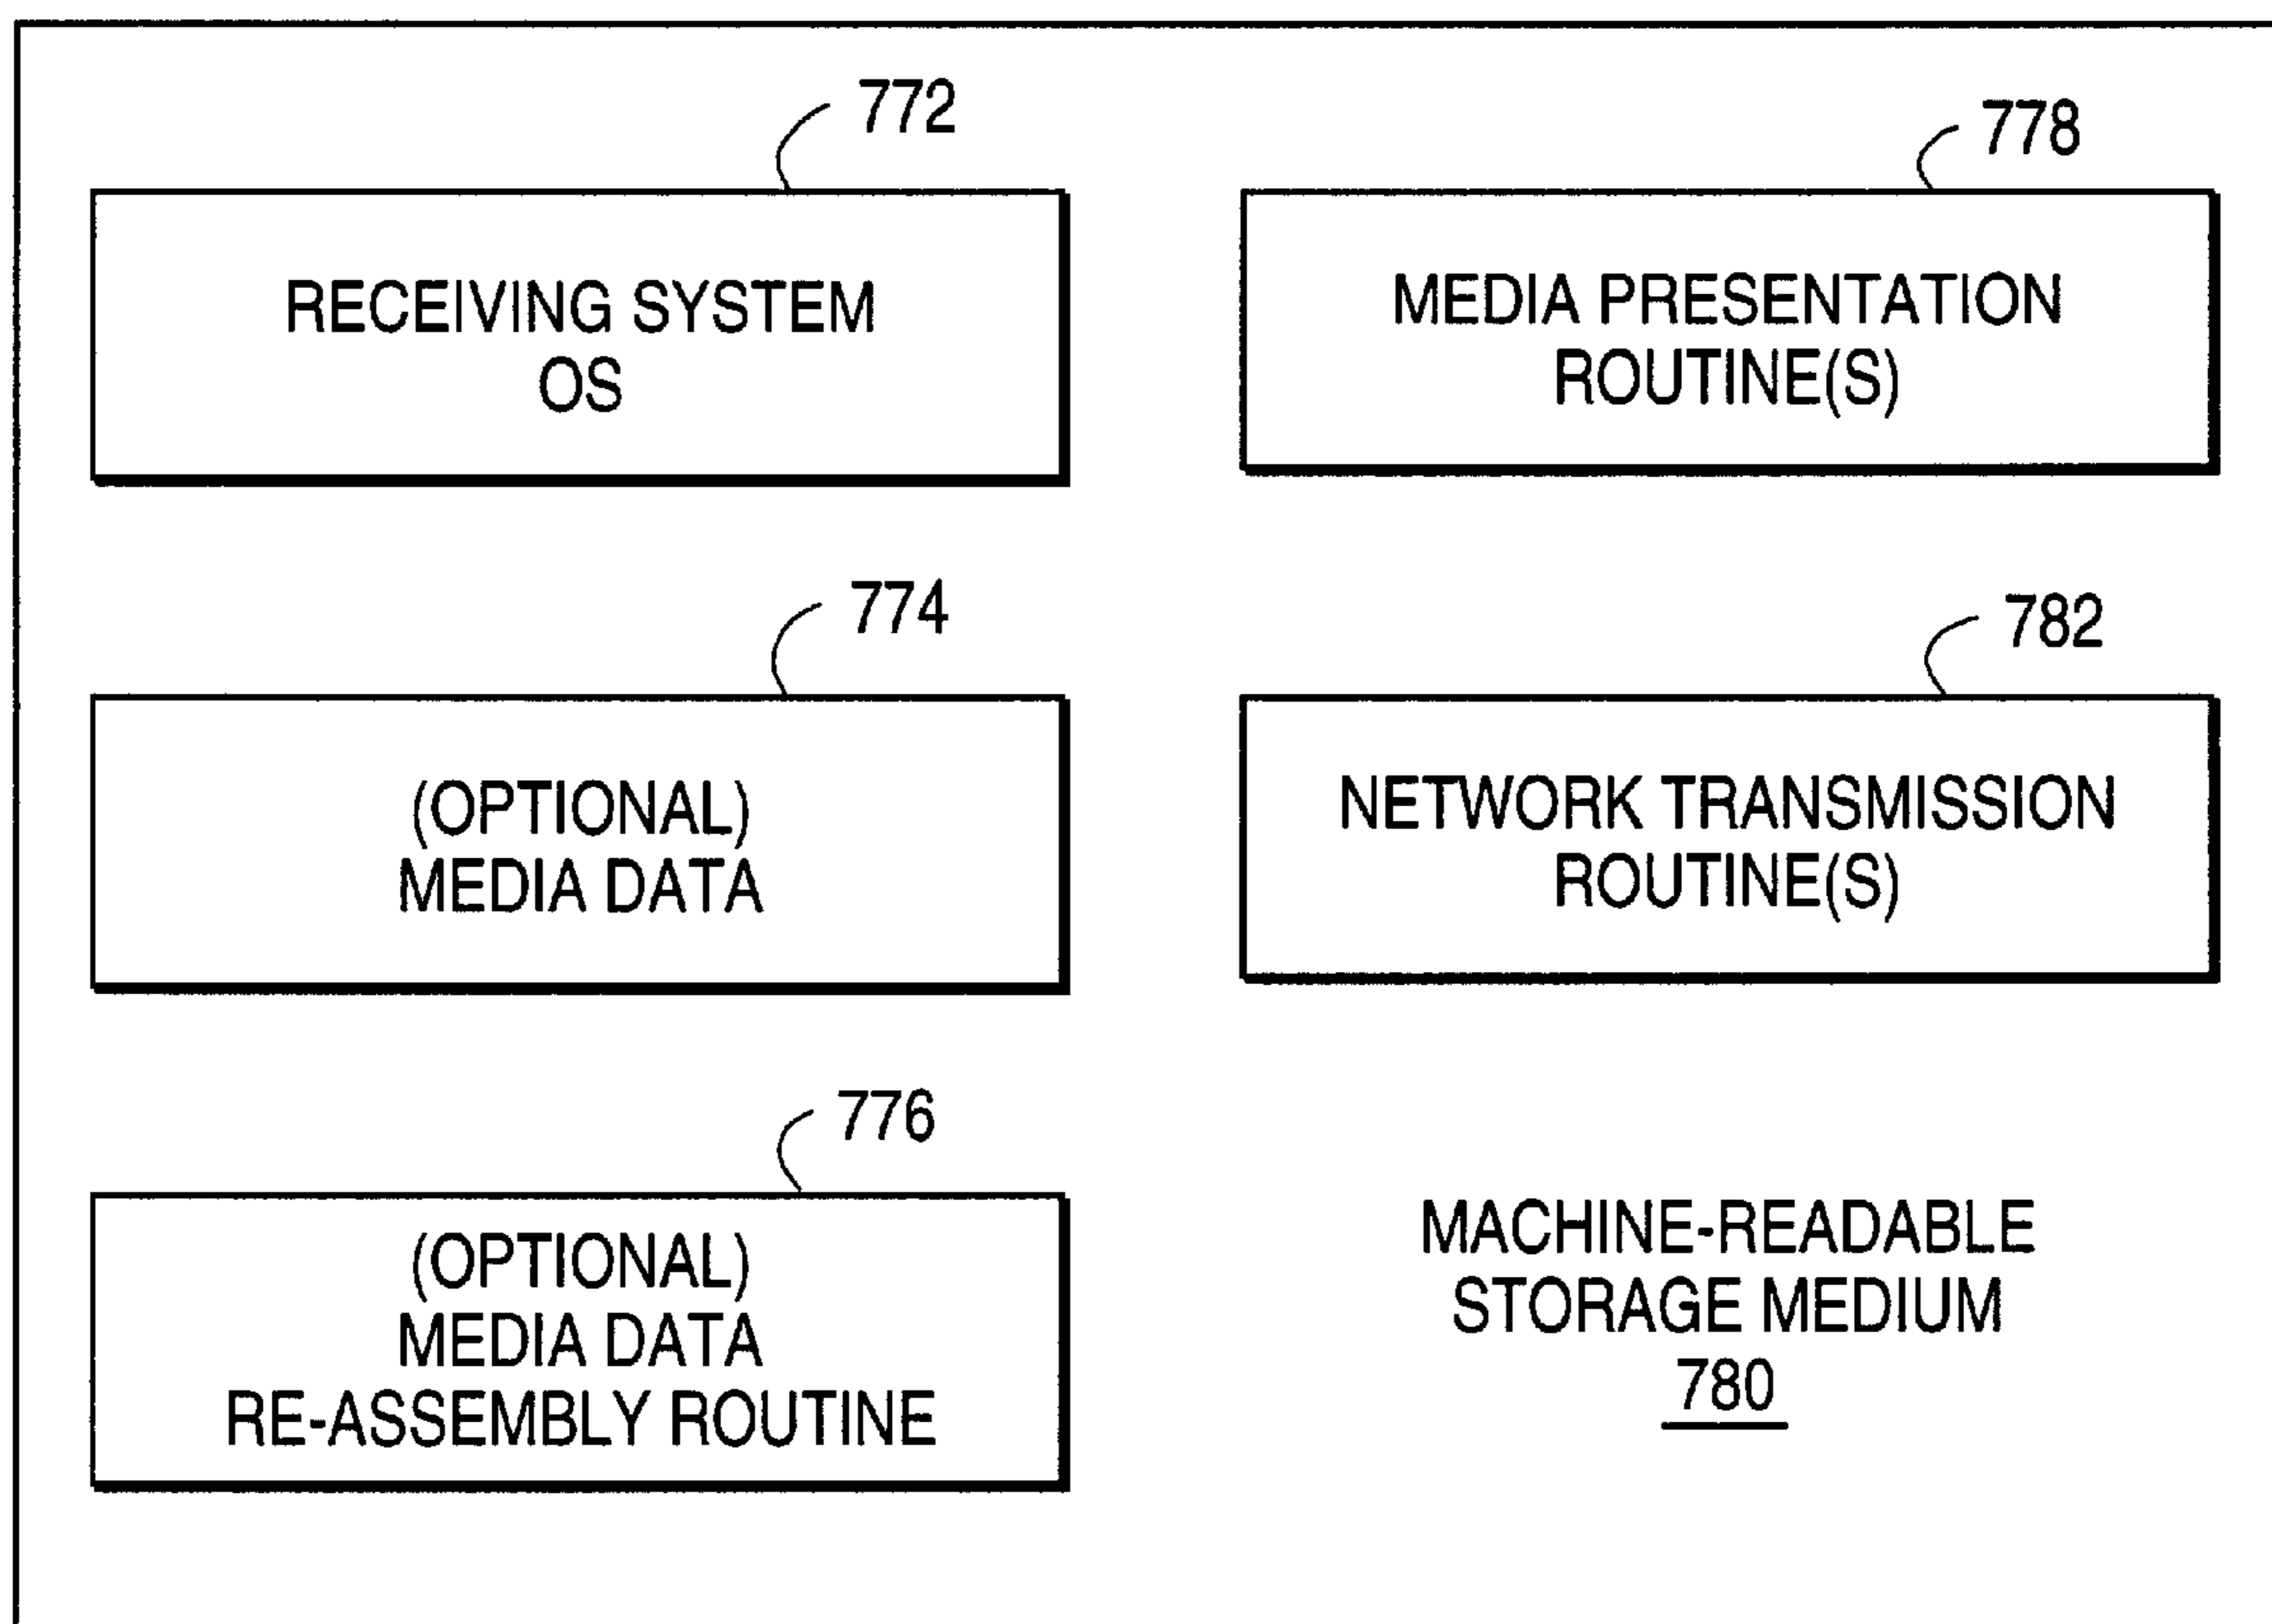 772
RECEIVING SYSTEM
OS
778
MEDIA PRESENTATION
ROUTINE(S)
774
(OPTIONAL)
MEDIA DATA
782
NETWORK TRANSMISSION
ROUTINE(S)
776
(OPTIONAL)
MEDIA DATA
RE-ASSEMBLY ROUTINE
MACHINE-READABLE
STORAGE MEDIUM
780